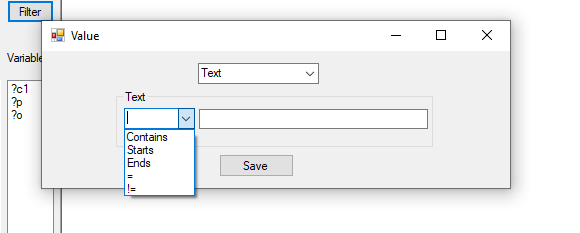 Filter
Value
Variable
Text
?c1
?p
?o
Text
Contains
Starts
Ends
=
!=
Save